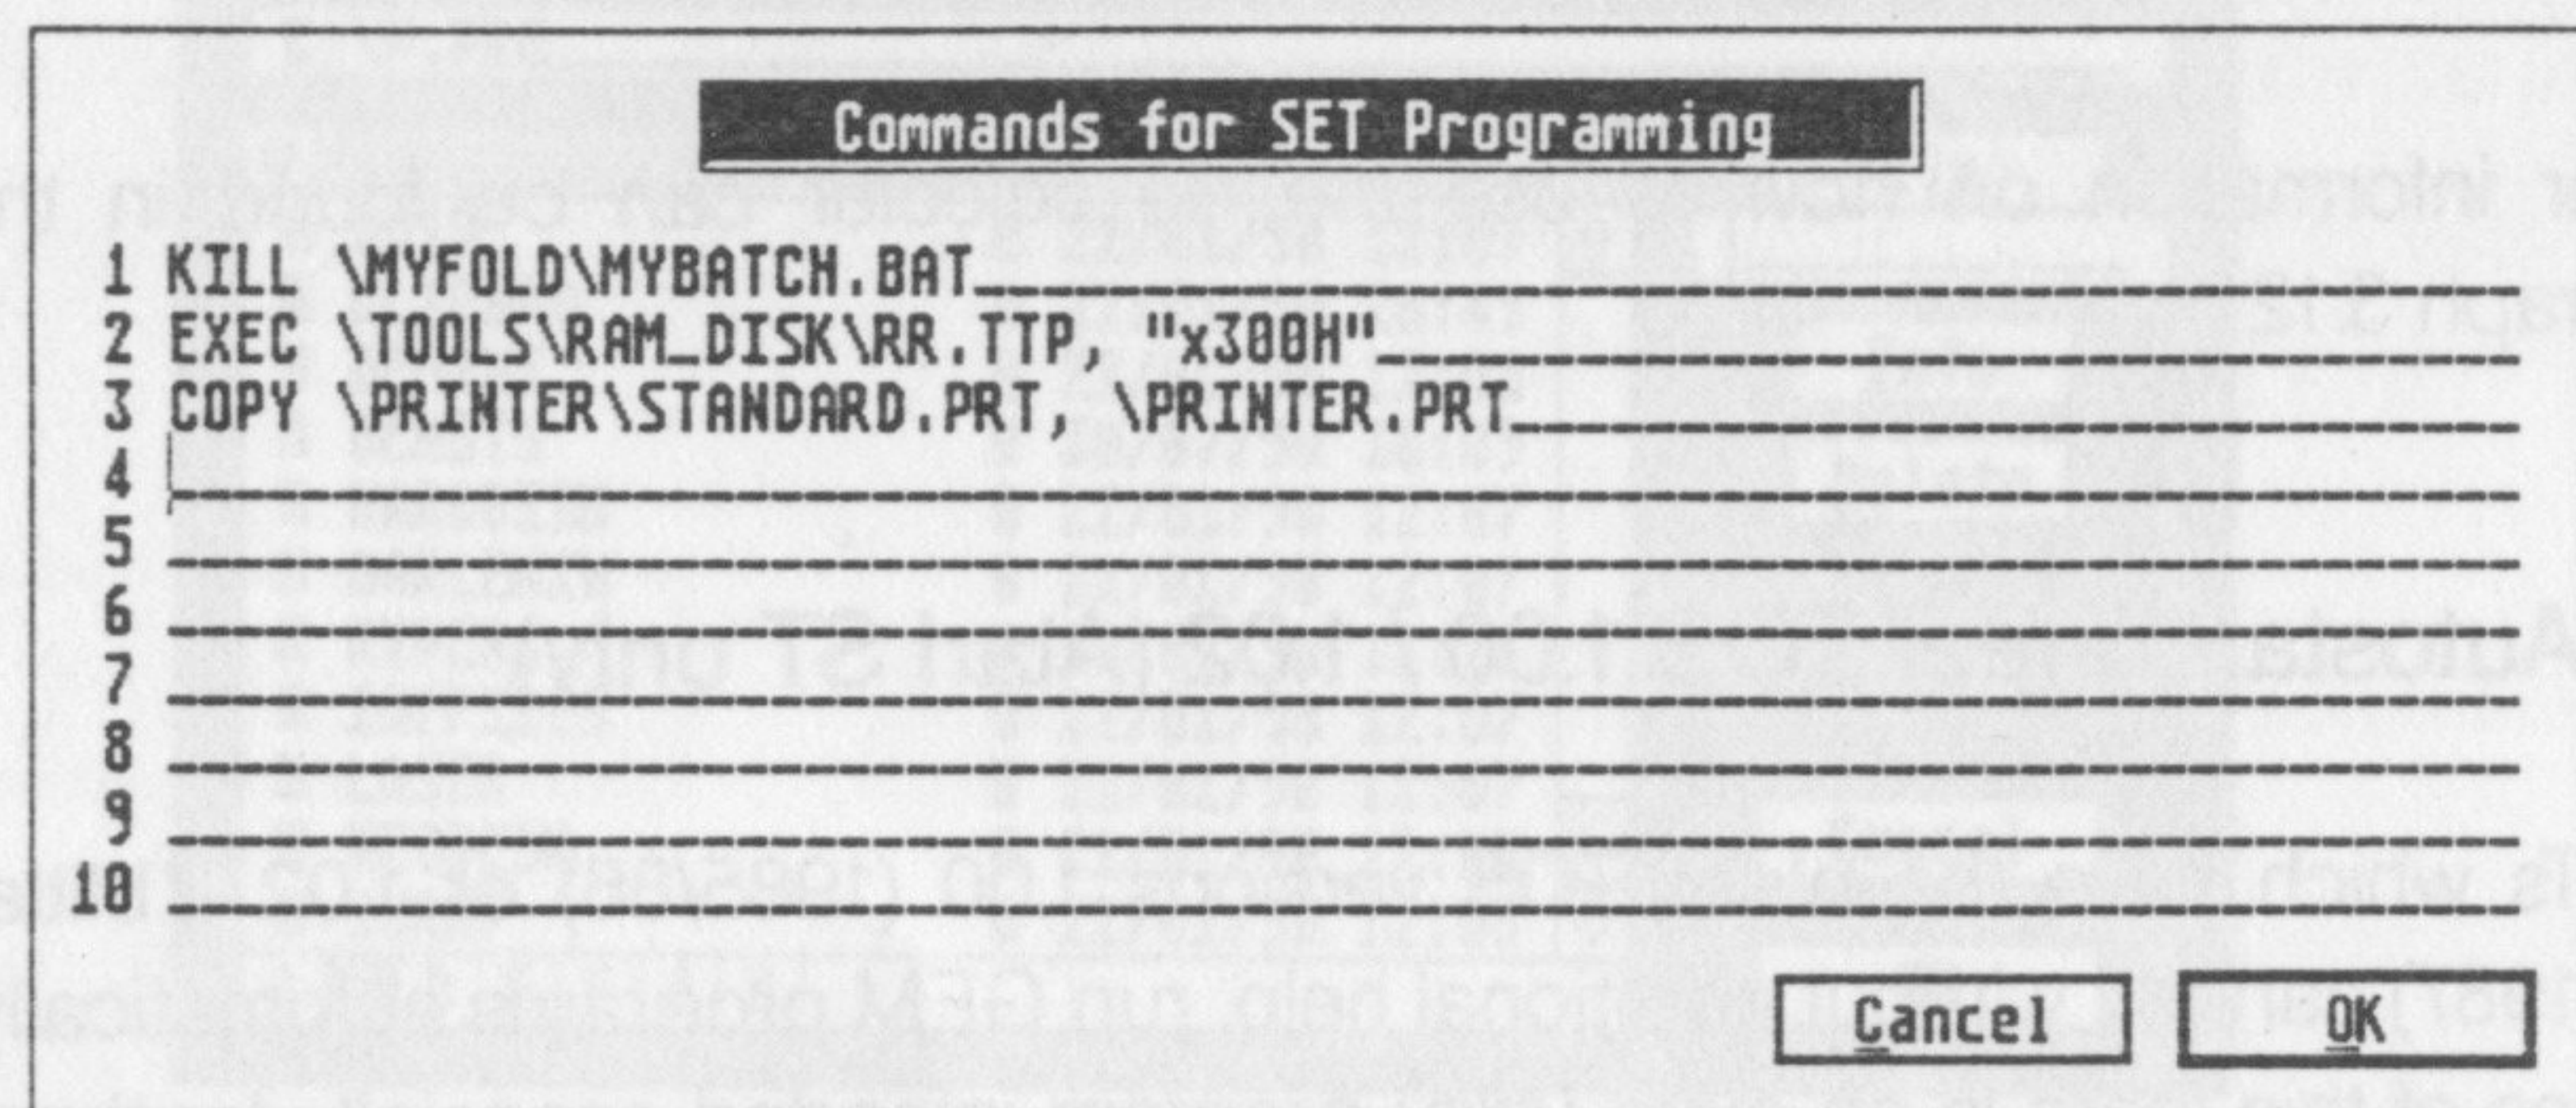 Commands for SET Programming
1 KILL \MYFOLD\MYBATCH.BAT
2 EXEC \TOOLS\RAM_DISK\RR.TTP, "x300H"
3 COPY \PRINTER\STANDARD.PRT, \PRINTER.PRT
4
5
6
7
8
9
10
Cancel OK